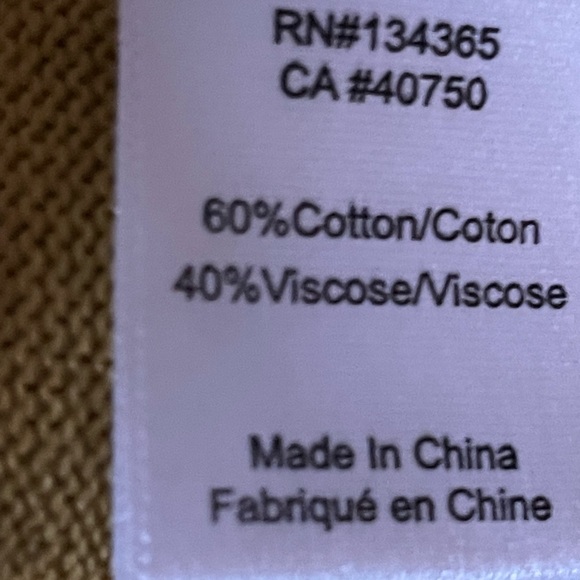 RN#134365
CA #40750
60%Cotton/Coton
40%Viscose/Viscose
Made In China
Fabriqué en Chine